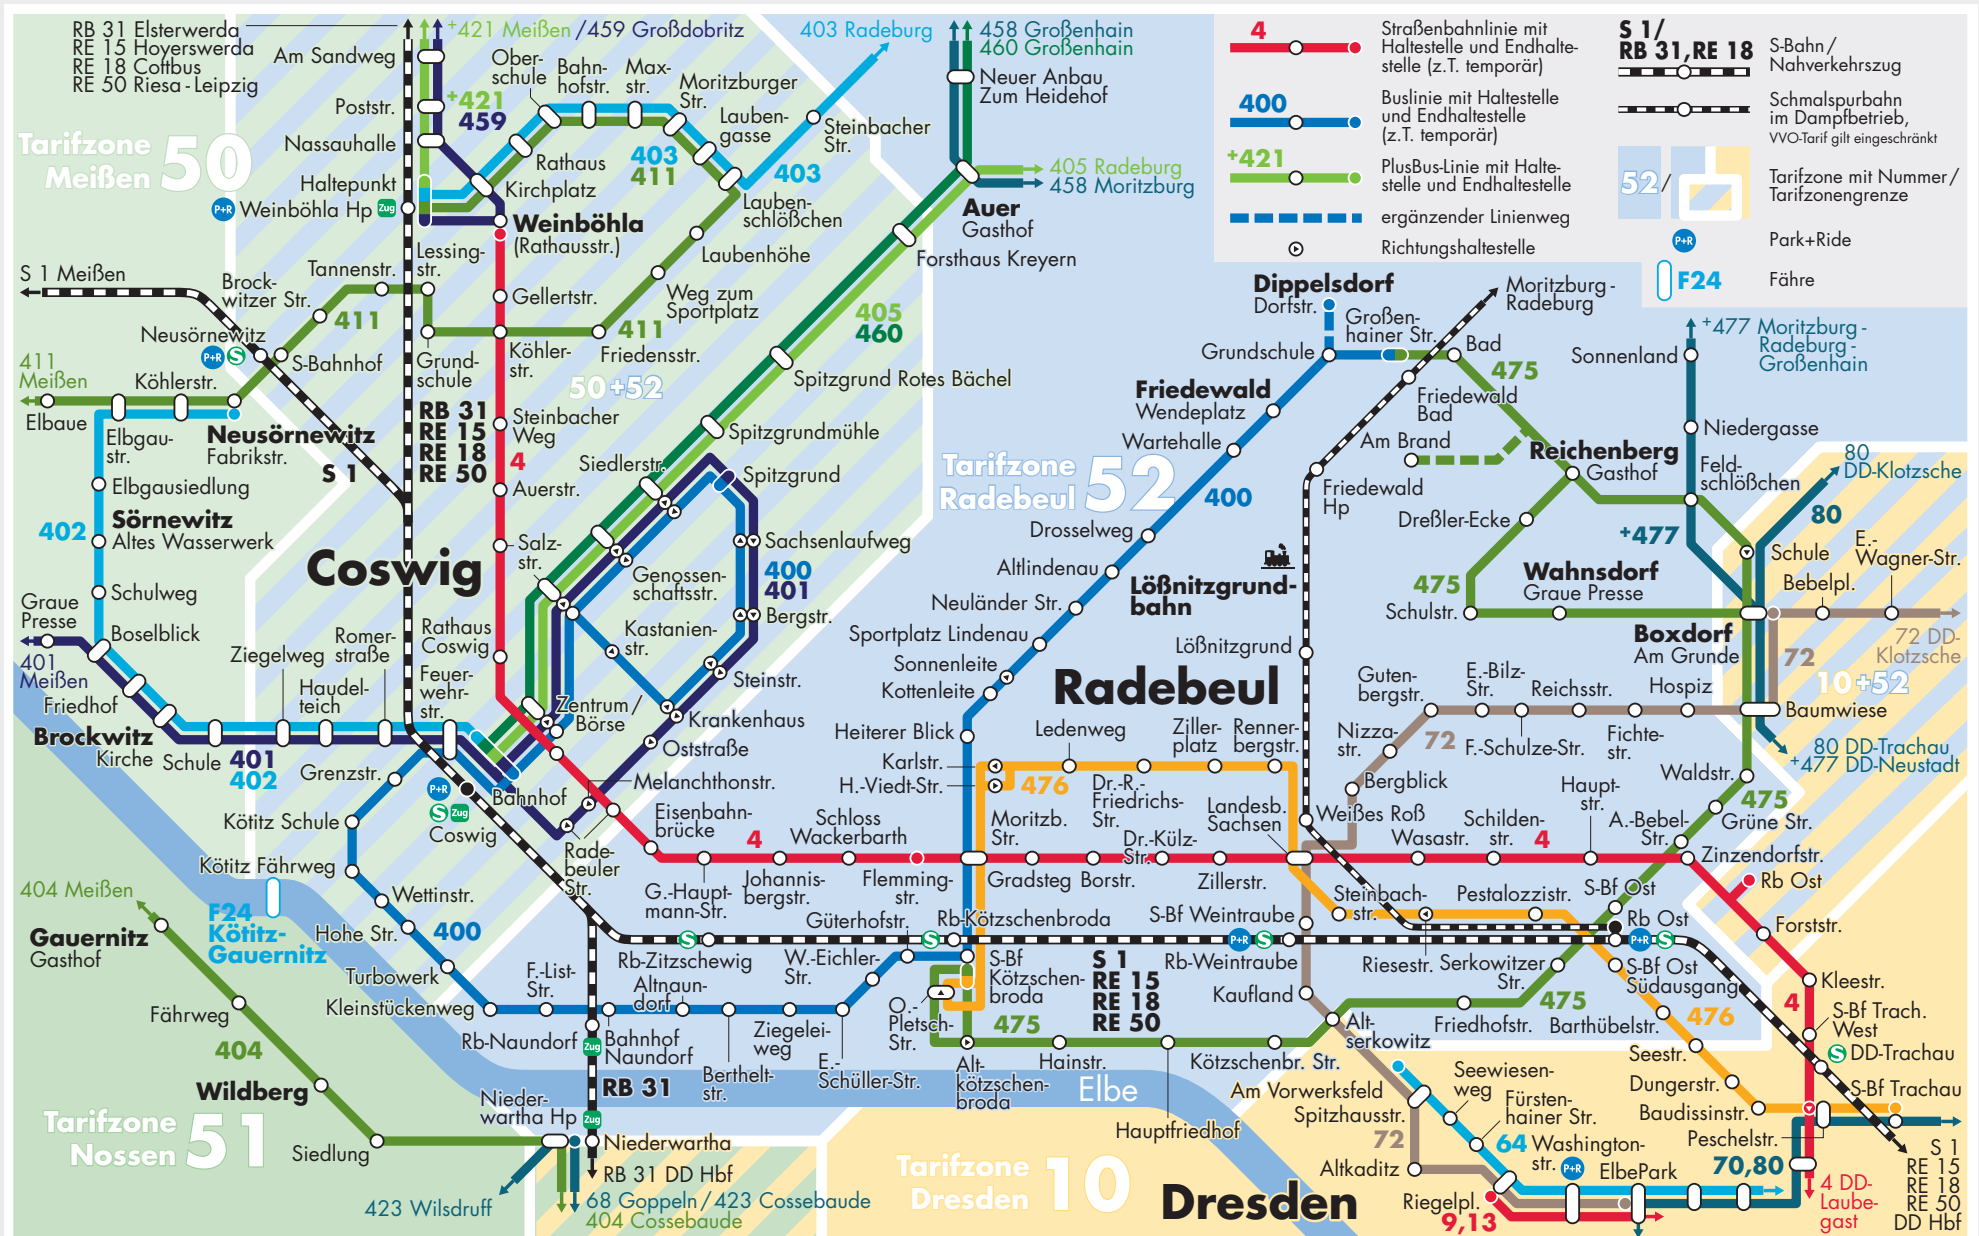 RB 31 Elsterwerda
RE 15 Hoyerswerda
RE 18 Cottbus
RE 50 Riesa - Leipzig
Am Sandweg
Poststr.
Nassauhalle
Haltepunkt
P+R Weinböhla Hp Zug
+421 Meißen / 459 Großdobritz
+421
459
Ober-
schule
Bahn-
hofstr.
Max-
str.
Moritzburger
Str.
Lauben-
gasse
403 Radeburg
Steinbacher
Str.
403
403
411
Rathaus
Kirchplatz
Lauben-
schlößchen
Laubenhöhe
Weg zum
Sportplatz
Weinböhla
(Rathausstr.)
Tarifzone
Meißen 50
S 1 Meißen
Tannenstr.
Lessing-
str.
Brock-
witzer Str.
Gellertstr.
411
411
Neusörnewitz
P+R S
S-Bahnhof
Grund-
schule
Köhler-
str.
Friedensstr.
50+52
411
Meißen
Köhlerstr.
Elbaue
Elbgau-
str.
Neusörnewitz
Fabrikstr.
S 1
RB 31
RE 15
RE 18
RE 50
Steinbacher
Weg
4
Auerstr.
Salz-
str.
Elbgausiedlung
Sörnewitz
Altes Wasserwerk
402
Schulweg
Coswig
Graue
Presse
401
Meißen
Boselblick
Friedhof
Brockwitz
Kirche
Schule
401
402
Ziegelweg
Haudel-
teich
Romer-
straße
Rathaus
Coswig
Feuer-
wehr-
str.
Grenzstr.
P+R
S Zug
Coswig
Bahnhof
Kötitz Schule
Kötitz Fährweg
F24
Kötitz-
Gauernitz
Wettinstr.
400
Hohe Str.
Turbowerk
Kleinstückenweg
458 Großenhain
460 Großenhain
Neuer Anbau
Zum Heidehof
405 Radeburg
458 Moritzburg
Auer
Gasthof
Forsthaus Kreyern
405
460
Spitzgrund Rotes Bächel
Spitzgrundmühle
Siedlerstr.
Spitzgrund
Sachsenlaufweg
400
401
Genossen-
schaftsstr.
Bergstr.
Kastanien-
str.
Steinstr.
Zentrum /
Börse
Krankenhaus
Oststraße
Melanchthonstr.
Eisenbahn-
brücke
Rade-
beuler
Str.
4
Straßenbahnlinie mit
Haltestelle und Endhalte-
stelle (z.T. temporär)
400
Buslinie mit Haltestelle
und Endhaltestelle
(z.T. temporär)
+421
PlusBus-Linie mit Halte-
stelle und Endhaltestelle
ergänzender Linienweg
Richtungshaltestelle
S 1/
RB 31, RE 18
S-Bahn /
Nahverkehrszug
Schmalspurbahn
im Dampfbetrieb,
VVO-Tarif gilt eingeschränkt
52/
Tarifzone mit Nummer /
Tarifzonengrenze
P+R
Park+Ride
F24
Fähre
Dippelsdorf
Dorfstr.
Großen-
hainer Str.
Moritzburg -
Radeburg
Grundschule
Bad
475
Friedewald
Wendeplatz
Wartehalle
Friedewald
Bad
Am Brand
Reichenberg
Gasthof
Tarifzone
Radebeul 52
400
Friedewald
Hp
Drosselweg
Altlindenau
Neuländer Str.
Sportplatz Lindenau
Sonnenleite
Kottenleite
Heiterer Blick
Lößnitzgrund-
bahn
Lößnitzgrund
Dreßler-Ecke
475
Schulstr.
Wahnsdorf
Graue Presse
Sonnenland
+477 Moritzburg -
Radeburg -
Großenhain
Niedergasse
Feld-
schlößchen
+477
80
DD-Klotzsche
80
Schule
E.-
Wagner-Str.
Bebelpl.
72 DD-
Klotzsche
Boxdorf
Am Grunde
72
10+52
Baumwiese
80 DD-Trachau
+477 DD-Neustadt
Radebeul
Guten-
bergstr.
E.-Bilz-
Str.
Reichsstr.
Hospiz
Nizza-
str.
72
F.-Schulze-Str.
Fichte-
str.
Bergblick
Waldstr.
475
Grüne Str.
Karlstr.
H.-Viedt-Str.
476
Ledenweg
Ziller-
platz
Renner-
bergstr.
Dr.-R.-
Friedrichs-
Str.
Landesb.
Sachsen
Weißes Roß
Wasastr.
Schilden-
str.
Haupt-
str.
A.-Bebel-
Str.
Zinzendorfstr.
4
Schloss
Wackerbarth
Moritzb.
Str.
Dr.-Külz-
Str.
4
G.-Haupt-
mann-Str.
Johannis-
bergstr.
Flemming-
str.
Gradsteg
Borstr.
Zillerstr.
Steinbach-
str.
Pestalozzistr.
S-Bf Ost
Rb Ost
Rb Ost
P+R S
Forststr.
Güterhofstr.
Rb-Kötzschenbroda
S-Bf Weintraube
S
Rb-Zitzschewig
S
P+R S
Rb-Weintraube
Riesestr.
Serkowitzer
Str.
S-Bf Ost
Südausgang
Kleestr.
W.-Eichler-
Str.
S-Bf
Kötzschen-
broda
S 1
RE 15
RE 18
RE 50
Kaufland
475
476
4
S-Bf Trach.
West
S DD-Trachau
F.-List-
Str.
Altnaun-
dorf
O.-
Pletsch-
Str.
475
Alt-
serkowitz
Friedhofstr.
Barthübelstr.
Rb-Naundorf
Zug
Bahnhof
Naundorf
Ziegelei-
weg
Berthelt-
str.
E.-
Schüller-Str.
Alt-
kötzschen-
broda
Hainstr.
Kötzschenbr. Str.
Hauptfriedhof
Elbe
RB 31
Seestr.
Dungerstr.
Baudissinstr.
S-Bf Trachau
Peschelstr.
70,80
Am Vorwerksfeld
Spitzhausstr.
Seewiesen-
weg
Fürsten-
hainer Str.
64
Washington-
str.
P+R
ElbePark
72
Altkaditz
Riegelpl.
9,13
4 DD-
Laube-
gast
S 1
RE 15
RE 18
RE 50
DD Hbf
404 Meißen
Gauernitz
Gasthof
Fährweg
404
Wildberg
Siedlung
Tarifzone
Nossen 51
Nieder-
wartha Hp
Zug
Niederwartha
RB 31 DD Hbf
423 Wilsdruff
68 Goppeln / 423 Cossebaude
404 Cossebaude
Tarifzone
Dresden 10
Dresden